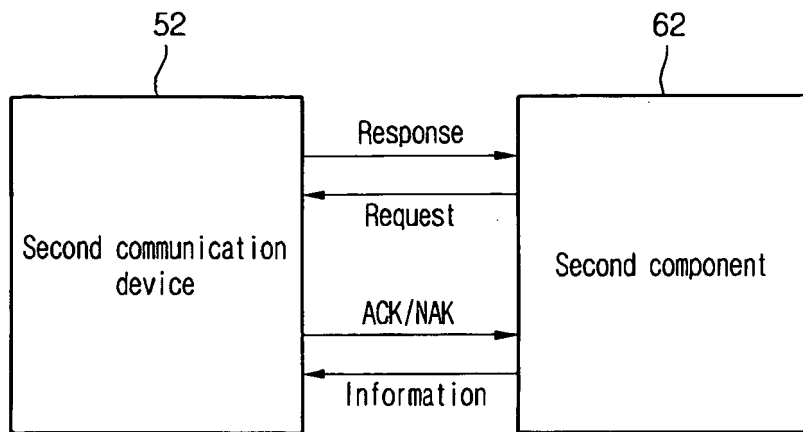 52
62
Response
Request
Second communication
device
Second component
ACK/NAK
Information